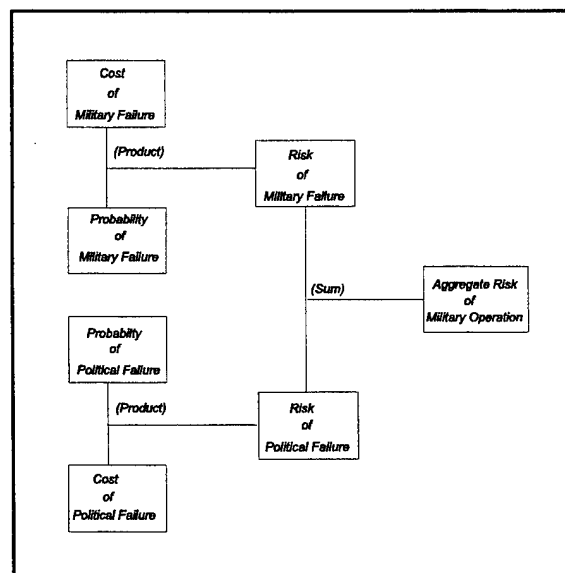 Cost
of
Military Failure
(Product)
Risk
of
Military Failure
Probability
of
Military Failure
(Sum)
Aggregate Risk
of
Military Operation
Probability
of
Political Failure
(Product)
Risk
of
Political Failure
Cost
of
Political Failure